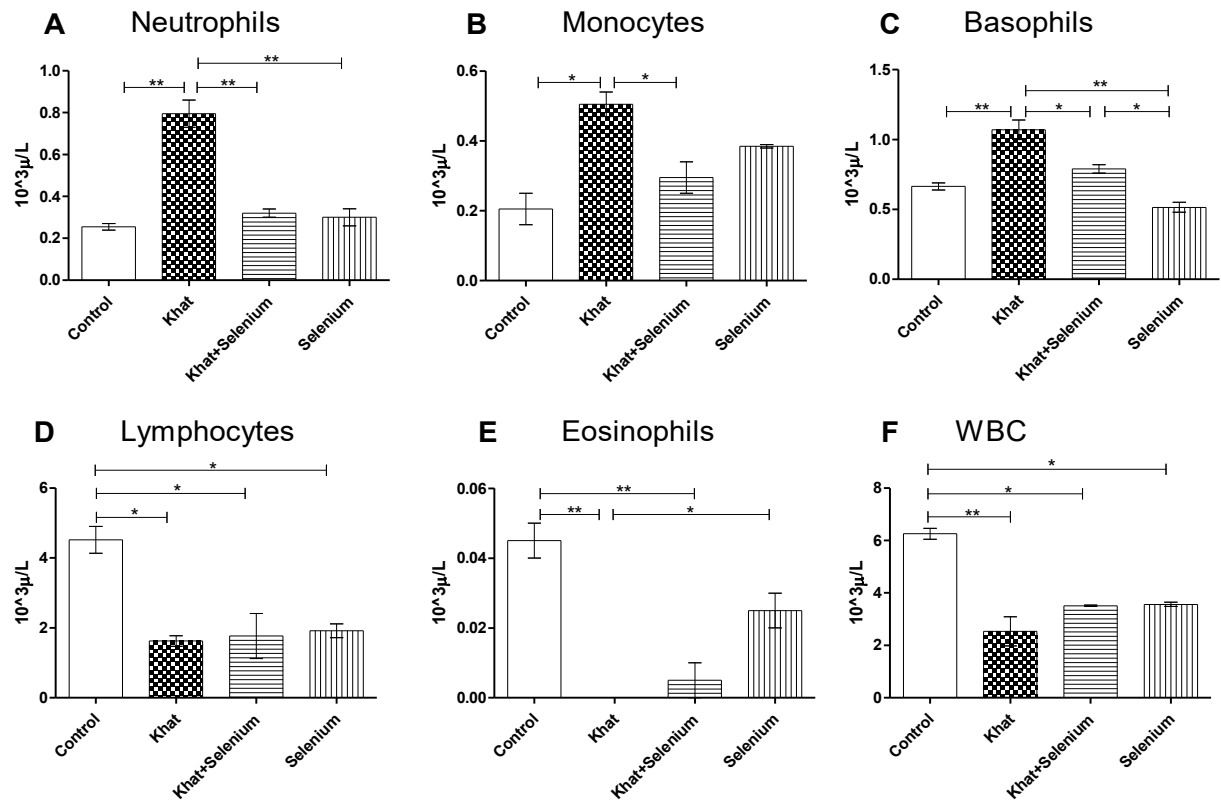 A Neutrophils
**
** **
1.0
0.8
0.6
0.4
0.2
0.0
10^3μ/L
Control
Khat
Khat+Selenium
Selenium
B Monocytes
* *
0.6
0.4
0.2
0.0
10^3μ/L
Control
Khat
Khat+Selenium
Selenium
C Basophils
**
** * *
1.5
1.0
0.5
0.0
10^3μ/L
Control
Khat
Khat+Selenium
Selenium
D Lymphocytes
*
*
*
6
4
2
0
10^3μ/L
Control
Khat
Khat+Selenium
Selenium
E Eosinophils
**
** *
0.06
0.04
0.02
0.00
10^3μ/L
Control
Khat
Khat+Selenium
Selenium
F WBC
*
*
**
8
6
4
2
0
10^3μ/L
Control
Khat
Khat+Selenium
Selenium